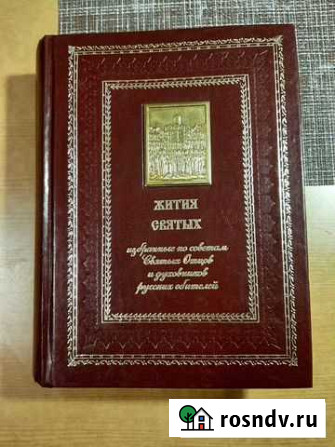 ЖИТИЯ
СВЯТЫХ
избранные по советам
Святых Отцов
и духовников
русских обителей
rosndv.ru